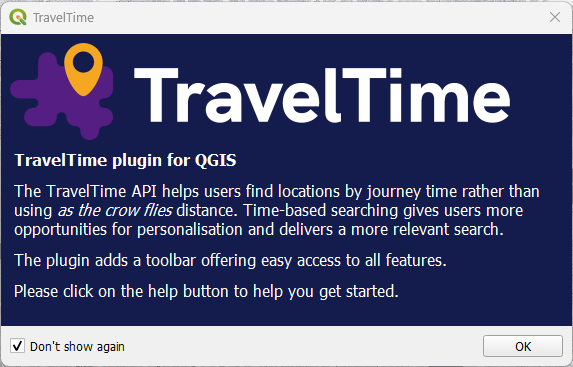 TravelTime
TravelTime
TravelTime plugin for QGIS
The TravelTime API helps users find locations by journey time rather than
using as the crow flies distance. Time-based searching gives users more
opportunities for personalisation and delivers a more relevant search.
The plugin adds a toolbar offering easy access to all features.
Please click on the help button to help you get started.
Don't show again
OK